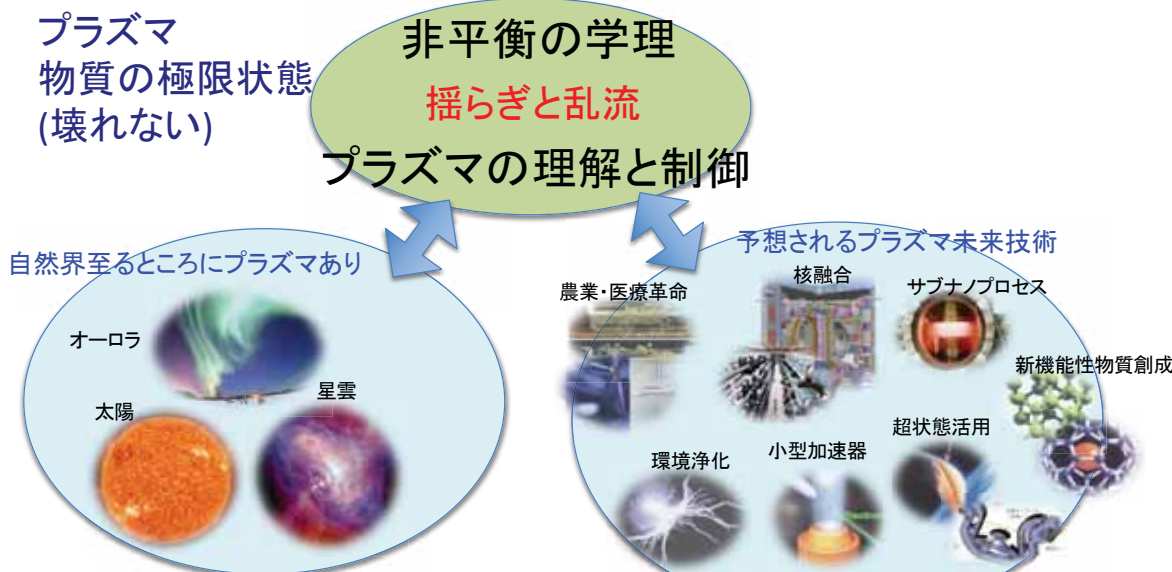 プラズマ
物質の極限状態
(壊れない)
非平衡の学理
揺らぎと乱流
プラズマの理解と制御
自然界至るところにプラズマあり
オーロラ
太陽
星雲
予想されるプラズマ未来技術
農業・医療革命
核融合
サブナノプロセス
新機能性物質創成
環境浄化
小型加速器
超状態活用